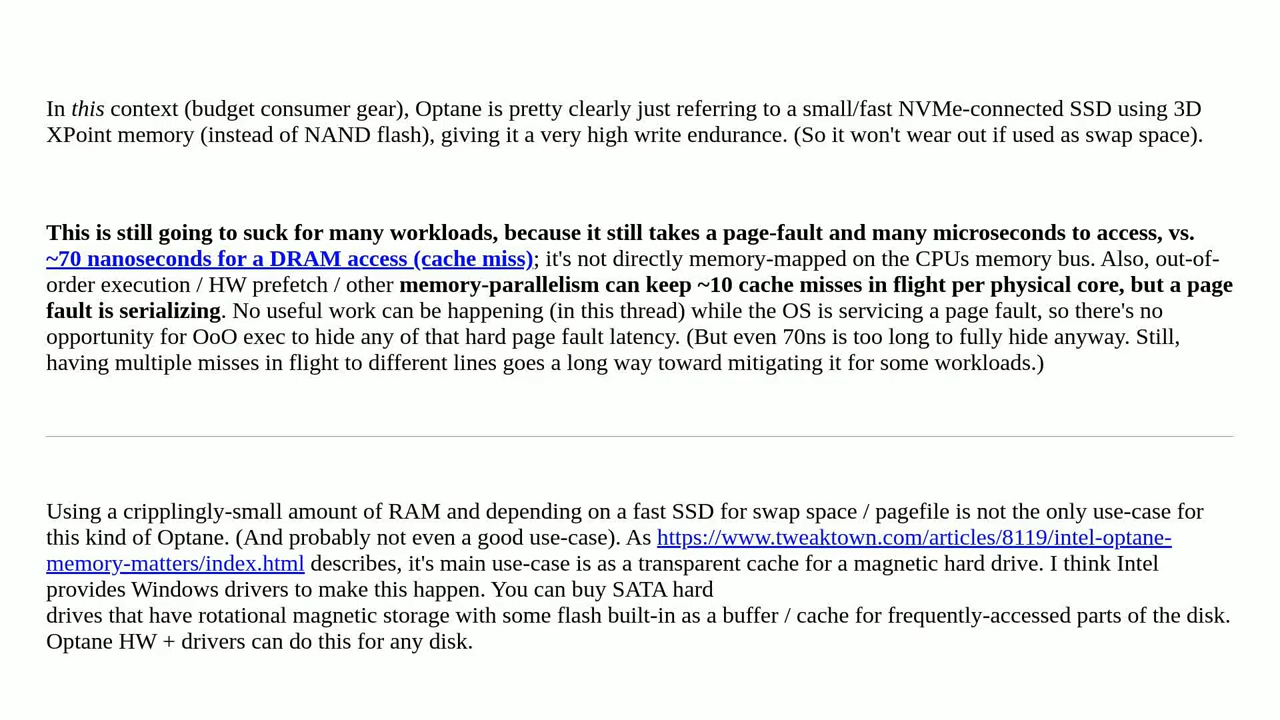 In this context (budget consumer gear), Optane is pretty clearly just referring to a small/fast NVMe-connected SSD using 3D
XPoint memory (instead of NAND flash), giving it a very high write endurance. (So it won't wear out if used as swap space).
This is still going to suck for many workloads, because it still takes a page-fault and many microseconds to access, vs.
~70 nanoseconds for a DRAM access (cache miss); it's not directly memory-mapped on the CPUs memory bus. Also, out-of-
order execution / HW prefetch / other memory-parallelism can keep ~10 cache misses in flight per physical core, but a page
fault is serializing. No useful work can be happening (in this thread) while the OS is servicing a page fault, so there's no
opportunity for OoO exec to hide any of that hard page fault latency. (But even 70ns is too long to fully hide anyway. Still,
having multiple misses in flight to different lines goes a long way toward mitigating it for some workloads.)
Using a cripplingly-small amount of RAM and depending on a fast SSD for swap space / pagefile is not the only use-case for
this kind of Optane. (And probably not even a good use-case). As https://www.tweaktown.com/articles/8119/intel-optane-
memory-matters/index.html describes, it's main use-case is as a transparent cache for a magnetic hard drive. I think Intel
provides Windows drivers to make this happen. You can buy SATA hard
drives that have rotational magnetic storage with some flash built-in as a buffer / cache for frequently-accessed parts of the disk.
Optane HW + drivers can do this for any disk.